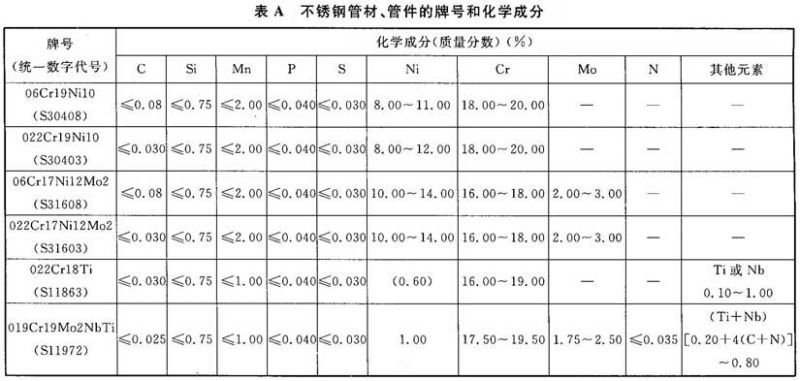 表 A 不锈钢管材、管件的牌号和化学成分
牌号
(统一数字代号)
化学成分(质量分数)(%)
C Si Mn P S Ni Cr Mo N 其他元素
06Cr19Ni10
(S30408)
≤0.08 ≤0.75 ≤2.00 ≤0.040 ≤0.030 8.00~11.00 18.00~20.00 — — —
022Cr19Ni10
(S30403)
≤0.030 ≤0.75 ≤2.00 ≤0.040 ≤0.030 8.00~12.00 18.00~20.00 — — —
06Cr17Ni12Mo2
(S31608)
≤0.08 ≤0.75 ≤2.00 ≤0.040 ≤0.030 10.00~14.00 16.00~18.00 2.00~3.00 — —
022Cr17Ni12Mo2
(S31603)
≤0.030 ≤0.75 ≤2.00 ≤0.040 ≤0.030 10.00~14.00 16.00~18.00 2.00~3.00 — —
022Cr18Ti
(S11863)
≤0.030 ≤0.75 ≤1.00 ≤0.040 ≤0.030 (0.60) 16.00~19.00 — — Ti 或 Nb
0.10~1.00
019Cr19Mo2NbTi
(S11972)
≤0.025 ≤0.75 ≤1.00 ≤0.040 ≤0.030 1.00 17.50~19.50 1.75~2.50 ≤0.035 (Ti+Nb)
[0.20+4(C+N)]
~0.80